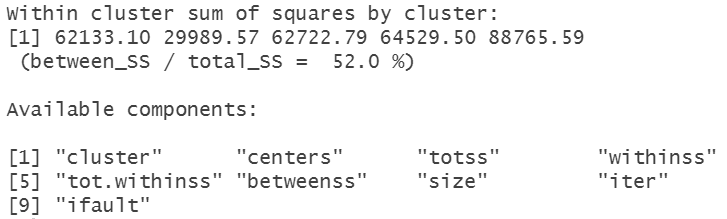 Within cluster sum of squares by cluster:
[1] 62133.10 29989.57 62722.79 64529.50 88765.59
 (between_SS / total_SS =  52.0 %)

Available components:

[1] "cluster"      "centers"      "totss"        "withinss"
[5] "tot.withinss" "betweenss"    "size"         "iter"
[9] "ifault"